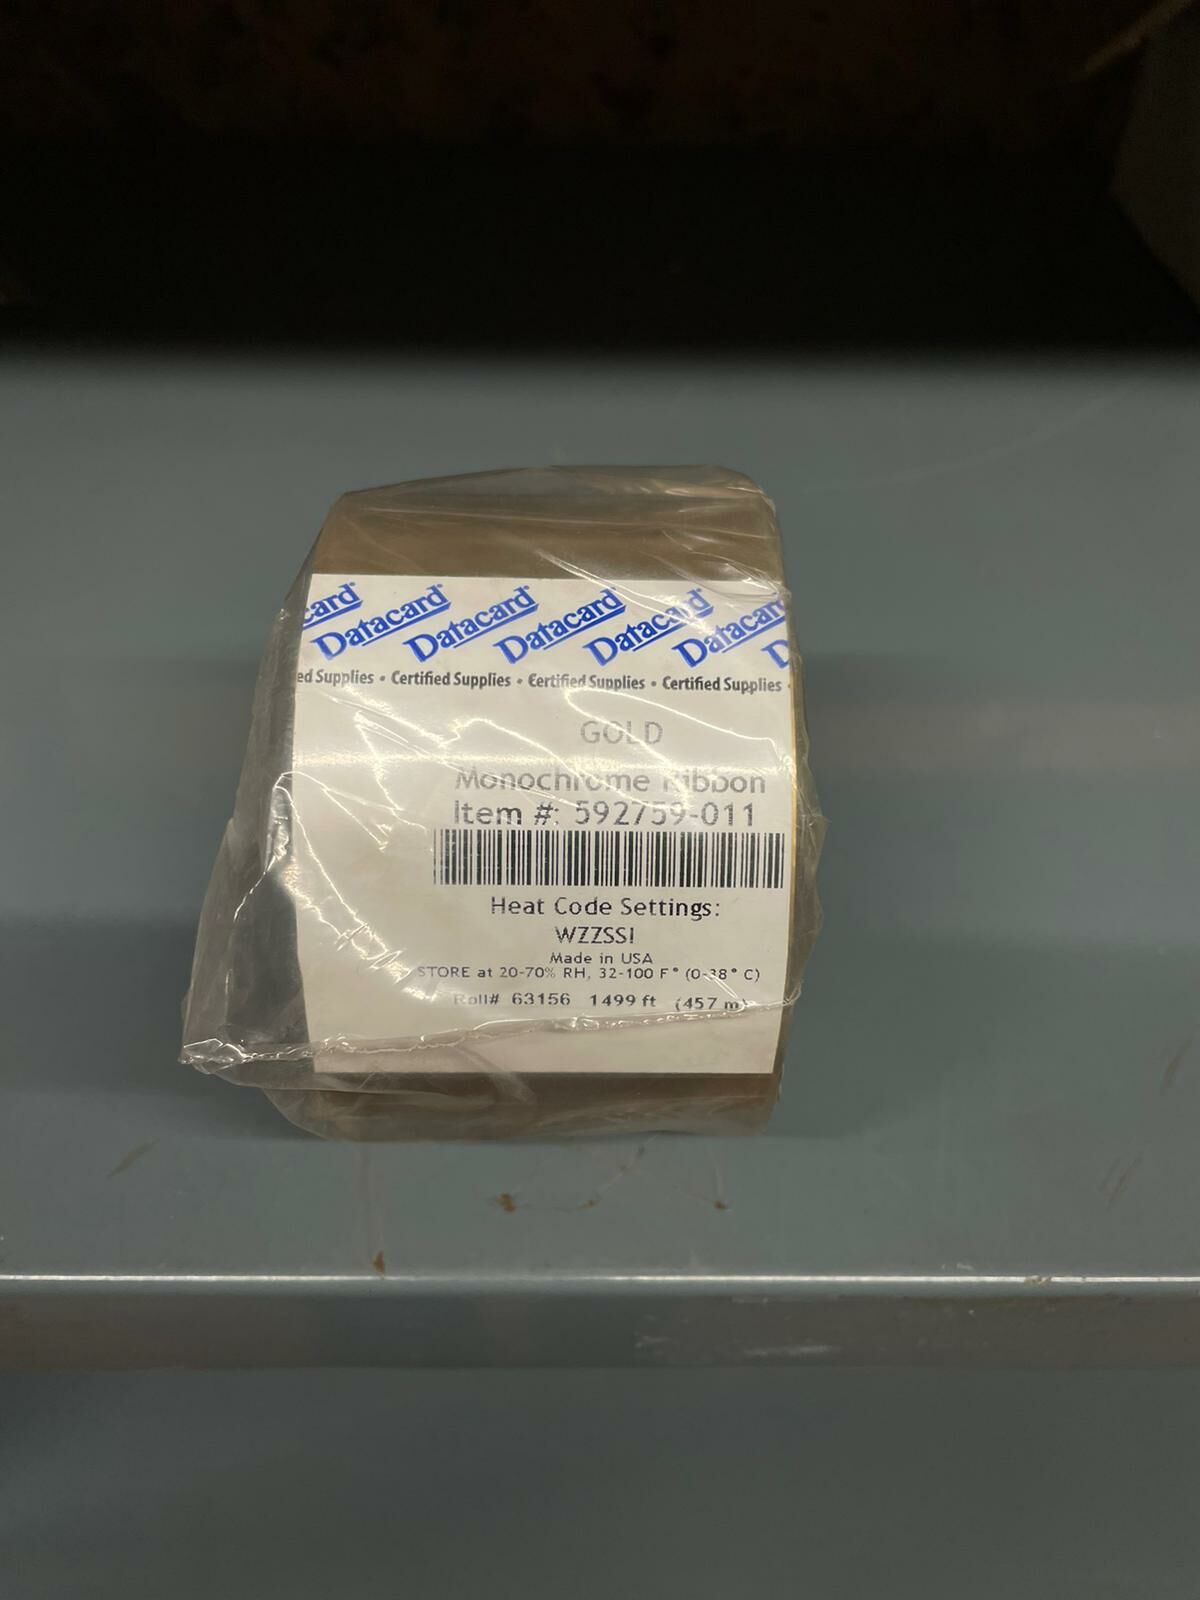 card Datacard Datacard Datacard Datacard Datacard D
ed Supplies • Certified Supplies • Certified Supplies • Certified Supplies
GOLD
Monochrome Ribbon
Item #: 592759-011
Heat Code Settings:
WZZSSI
Made in USA
STORE at 20-70% RH, 32-100 F° (0-38° C)
Roll# 63156 1499 ft (457 m)